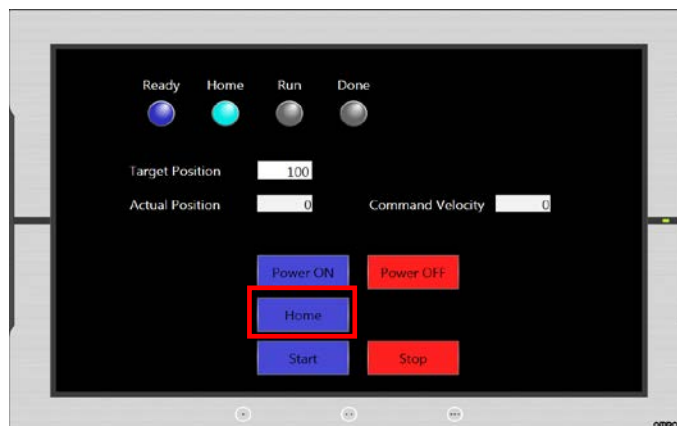 Ready Home Run Done
Target Position 100
Actual Position 0 Command Velocity 0
Power ON Power OFF
Home
Start Stop